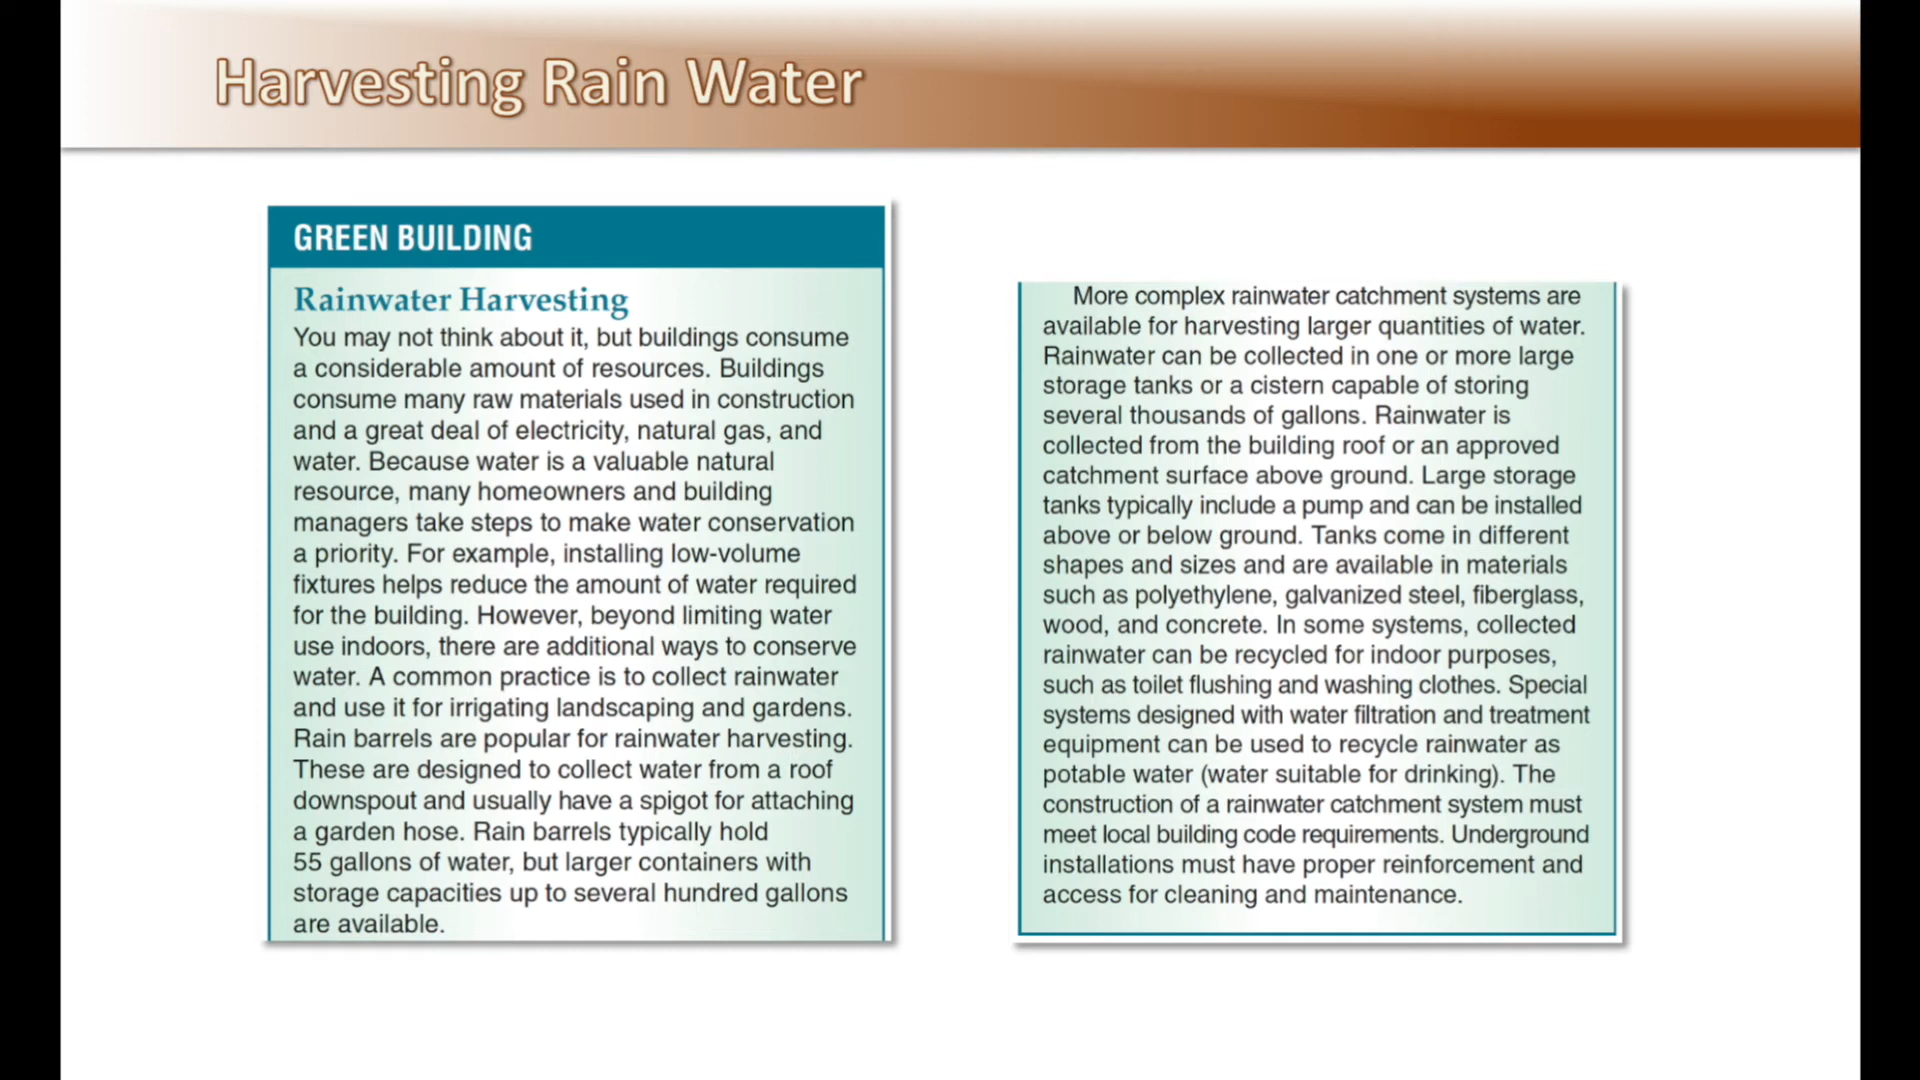 Harvesting Rain Water
GREEN BUILDING
Rainwater Harvesting
You may not think about it, but buildings consume
a considerable amount of resources. Buildings
consume many raw materials used in construction
and a great deal of electricity, natural gas, and
water. Because water is a valuable natural
resource, many homeowners and building
managers take steps to make water conservation
a priority. For example, installing low-volume
fixtures helps reduce the amount of water required
for the building. However, beyond limiting water
use indoors, there are additional ways to conserve
water. A common practice is to collect rainwater
and use it for irrigating landscaping and gardens.
Rain barrels are popular for rainwater harvesting.
These are designed to collect water from a roof
downspout and usually have a spigot for attaching
a garden hose. Rain barrels typically hold
55 gallons of water, but larger containers with
storage capacities up to several hundred gallons
are available.
More complex rainwater catchment systems are
available for harvesting larger quantities of water.
Rainwater can be collected in one or more large
storage tanks or a cistern capable of storing
several thousands of gallons. Rainwater is
collected from the building roof or an approved
catchment surface above ground. Large storage
tanks typically include a pump and can be installed
above or below ground. Tanks come in different
shapes and sizes and are available in materials
such as polyethylene, galvanized steel, fiberglass,
wood, and concrete. In some systems, collected
rainwater can be recycled for indoor purposes,
such as toilet flushing and washing clothes. Special
systems designed with water filtration and treatment
equipment can be used to recycle rainwater as
potable water (water suitable for drinking). The
construction of a rainwater catchment system must
meet local building code requirements. Underground
installations must have proper reinforcement and
access for cleaning and maintenance.